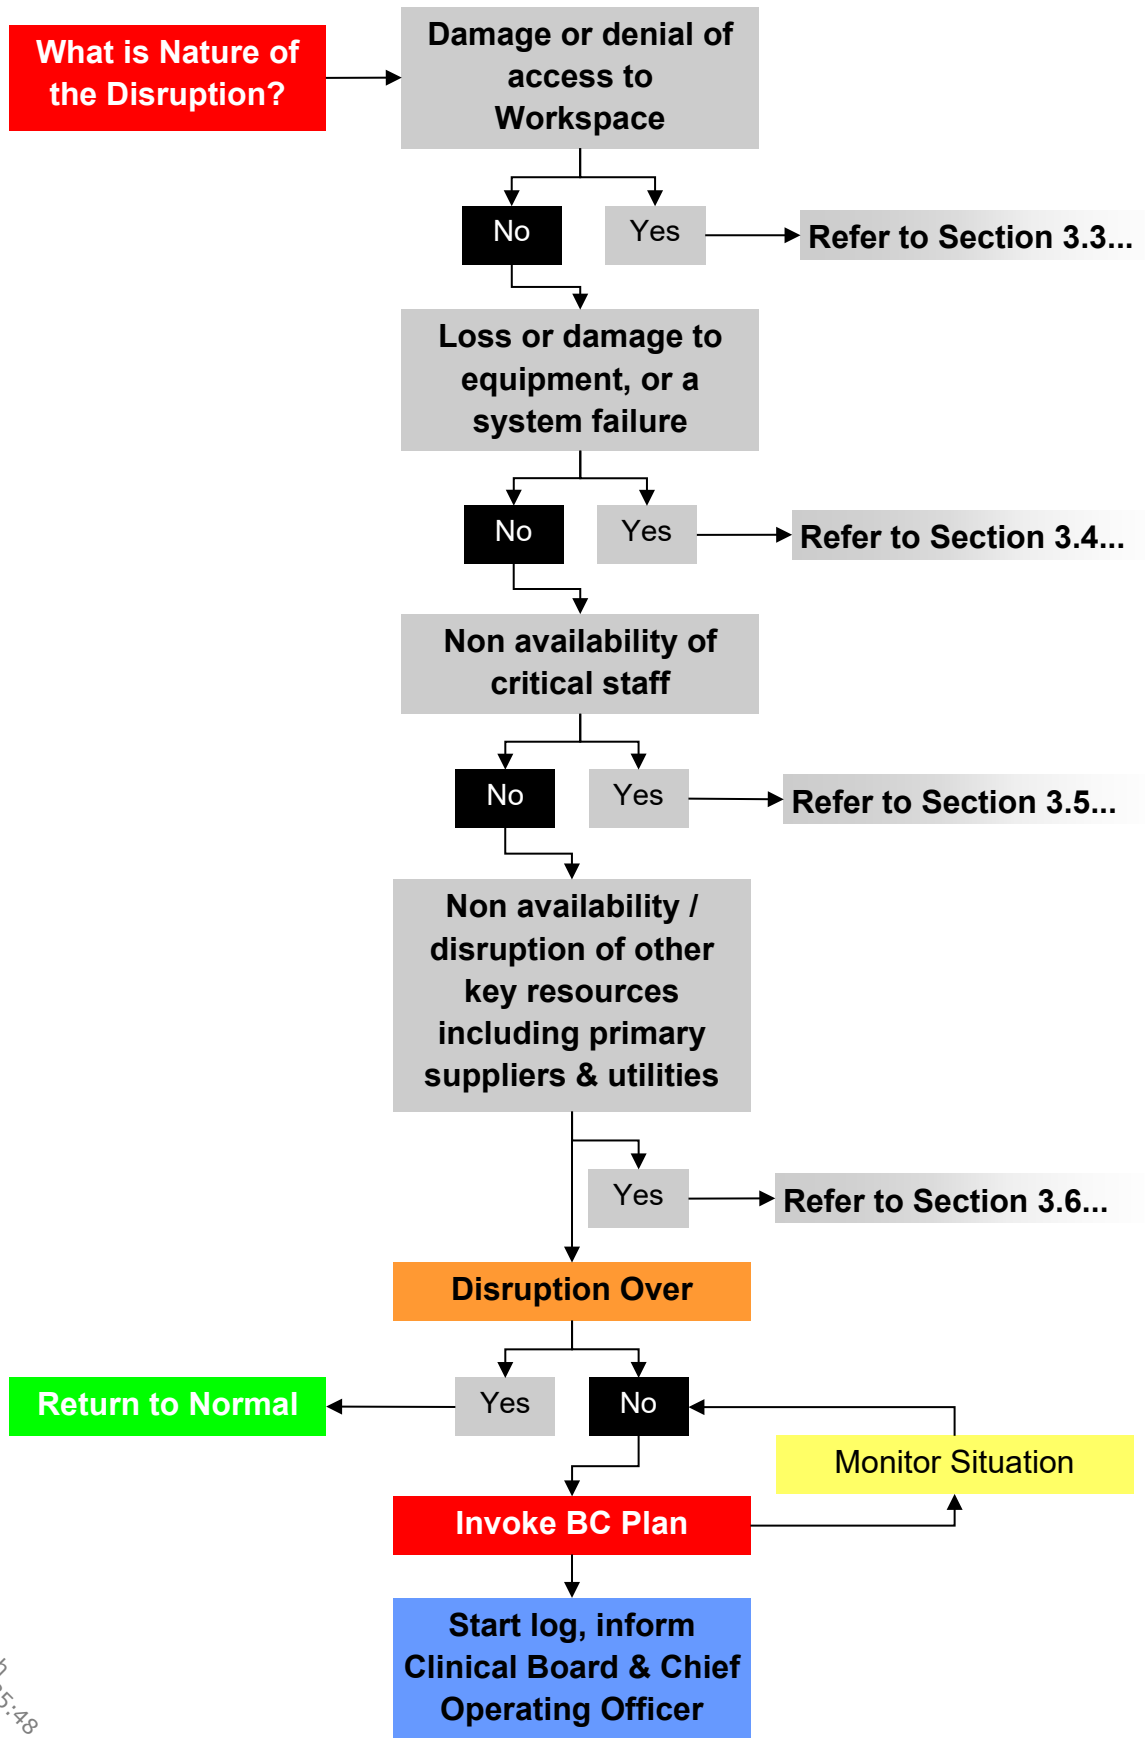 What is Nature of
the Disruption?
Damage or denial of
access to
Workspace
No
Yes
Refer to Section 3.3...
Loss or damage to
equipment, or a
system failure
No
Yes
Refer to Section 3.4...
Non availability of
critical staff
No
Yes
Refer to Section 3.5...
Non availability /
disruption of other
key resources
including primary
suppliers & utilities
Yes
Refer to Section 3.6...
Disruption Over
Return to Normal
Yes
No
Monitor Situation
Invoke BC Plan
Start log, inform
Clinical Board & Chief
Operating Officer